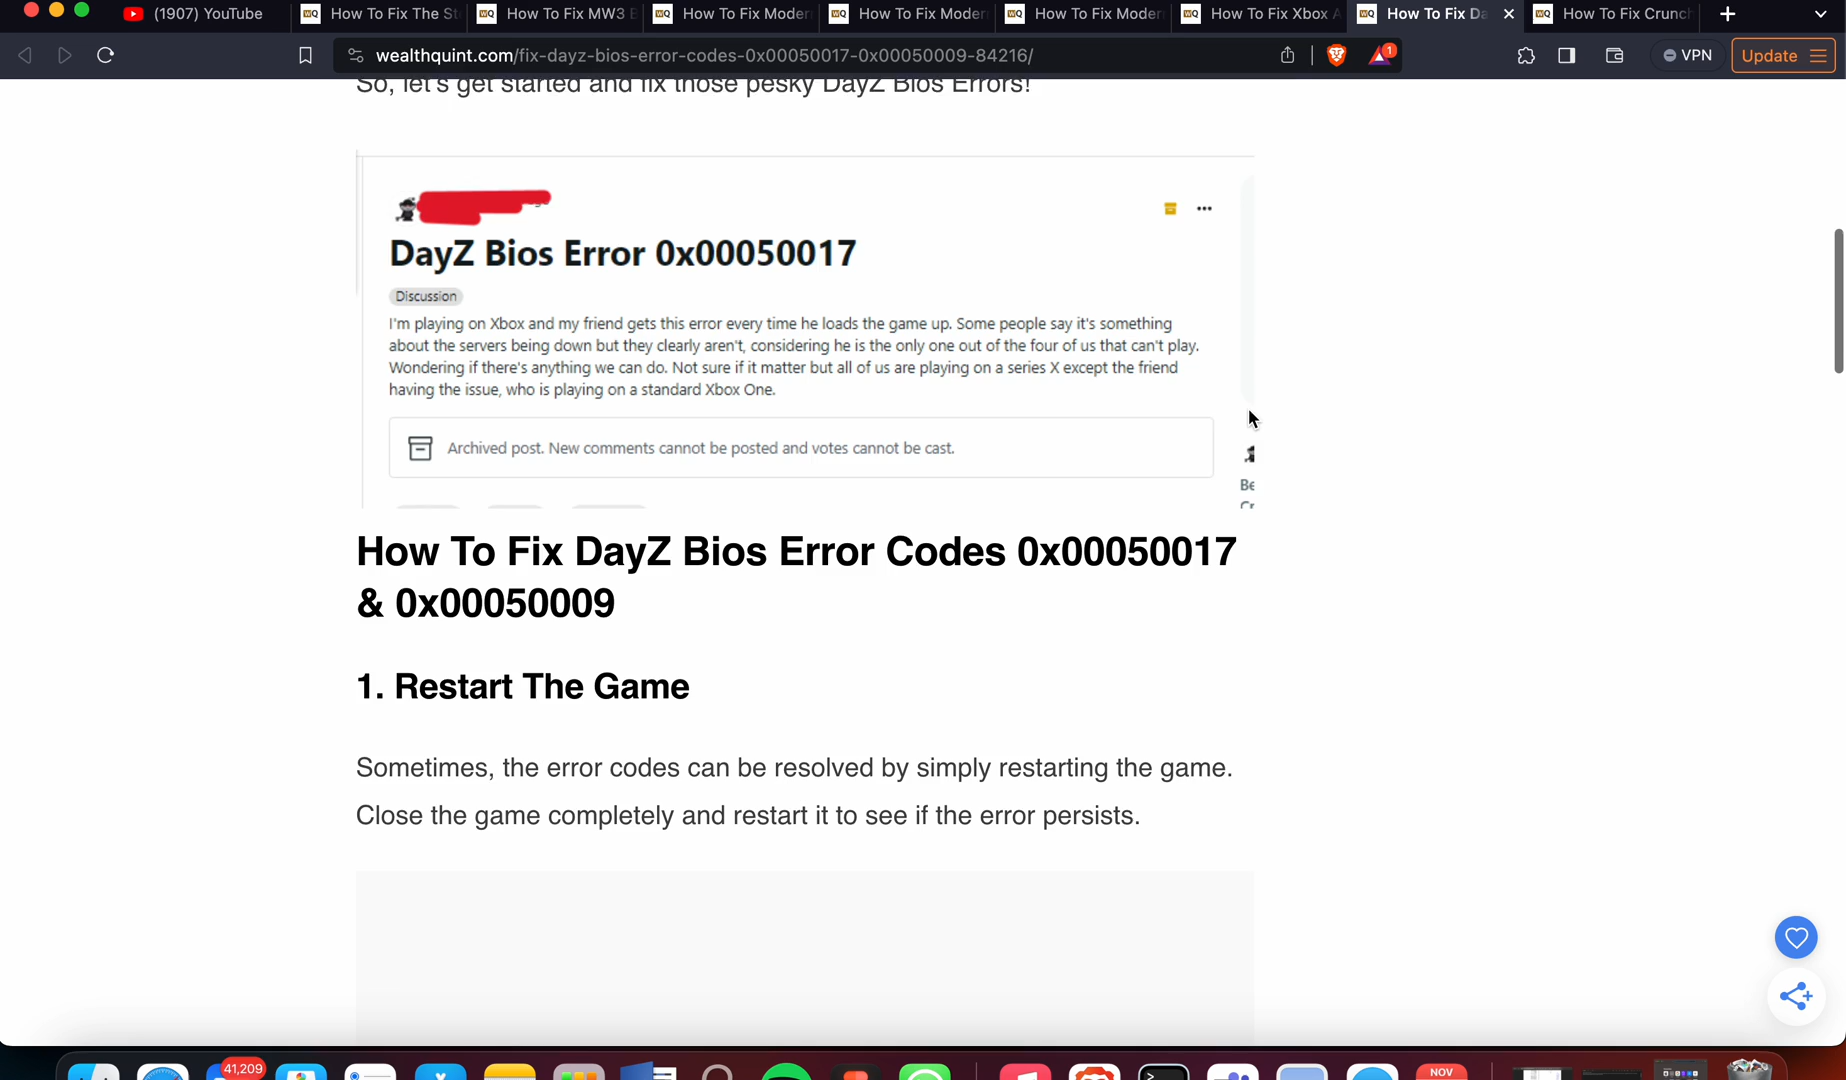 (1907) YouTube
How To Fix The St
How To Fix MW3 B
How To Fix Moder
How To Fix Moder
How To Fix Moder
How To Fix Xbox A
How To Fix Da
How To Fix Crunch
wealthquint.com/fix-dayz-bios-error-codes-0x00050017-0x00050009-84216/
1
VPN
Update
So, let's get started and fix those pesky DayZ Bios Errors!
DayZ Bios Error 0x00050017
Discussion
I'm playing on Xbox and my friend gets this error every time he loads the game up. Some people say it's something
about the servers being down but they clearly aren't, considering he is the only one out of the four of us that can't play.
Wondering if there's anything we can do. Not sure if it matter but all of us are playing on a series X except the friend
having the issue, who is playing on a standard Xbox One.
Archived post. New comments cannot be posted and votes cannot be cast.
Be
How To Fix DayZ Bios Error Codes 0x00050017
& 0x00050009
1. Restart The Game
Sometimes, the error codes can be resolved by simply restarting the game.
Close the game completely and restart it to see if the error persists.
41,209
NOV